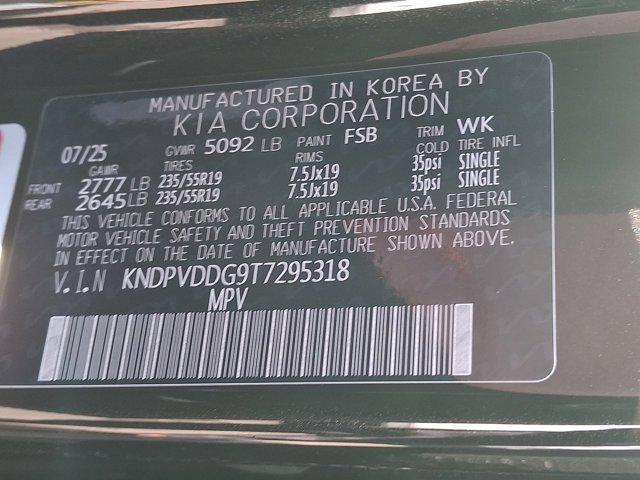 MANUFACTURED IN KOREA BY
KIA CORPORATION
07/25 GVWR 5092 LB PAINT FSB TRIM WK
GAWR TIRES RIMS COLD TIRE INFL
FRONT 2777 LB 235/55R19 7.5Jx19 35psi SINGLE
REAR 2645 LB 235/55R19 7.5Jx19 35psi SINGLE
THIS VEHICLE CONFORMS TO ALL APPLICABLE U.S.A. FEDERAL
MOTOR VEHICLE SAFETY AND THEFT PREVENTION STANDARDS
IN EFFECT ON THE DATE OF MANUFACTURE SHOWN ABOVE.
V.I.N KNDPVDDG9T7295318
MPV